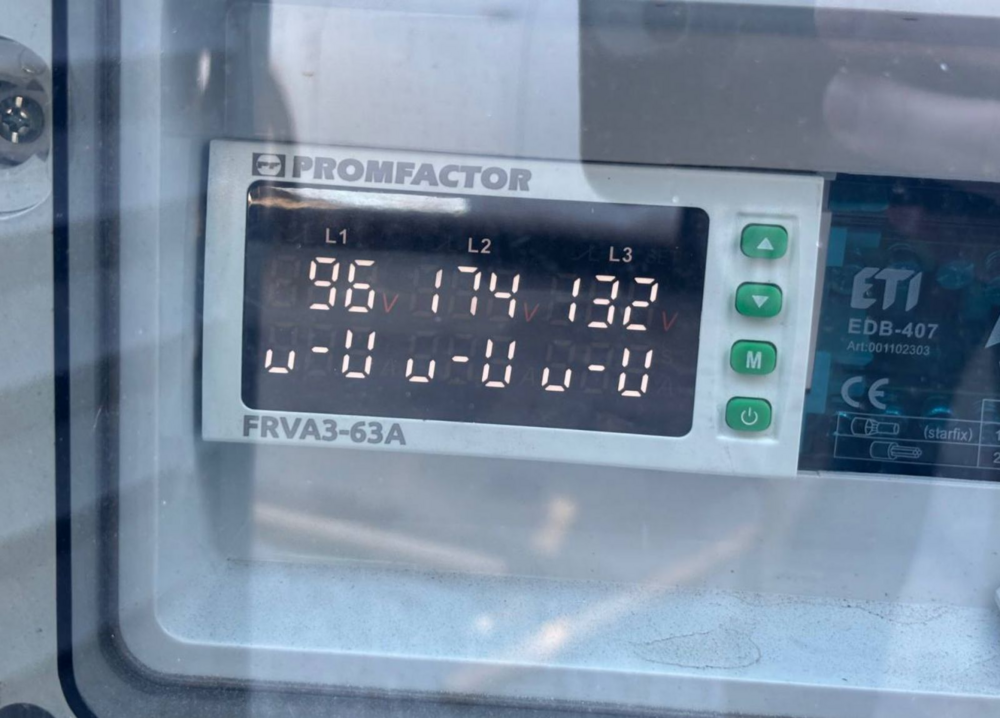 PROMFACTOR
L1 L2 L3
96 V 174 V 132 V
u-U u-U u-U
FRVA3-63A
M
ETI
EDB-407
Art.001102303
CE
(starfix)